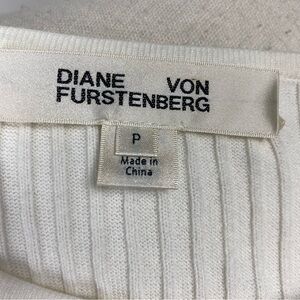 DIANE VON
FURSTENBERG
P
Made in
China